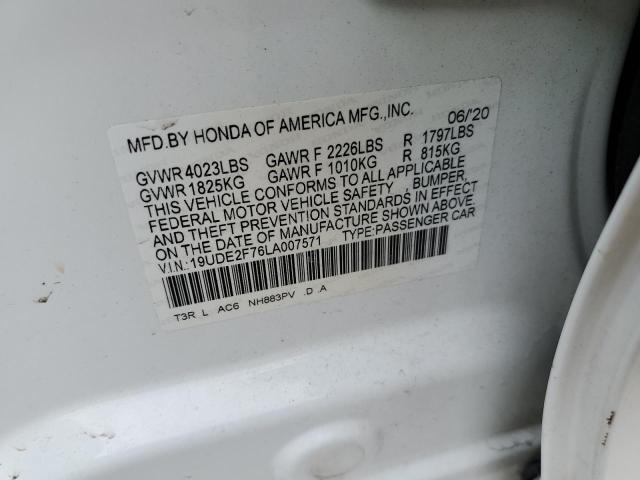 MFD.BY HONDA OF AMERICA MFG.,INC. 06/'20
GVWR 4023LBS GAWR F 2226LBS R 1797LBS
GVWR 1825KG GAWR F 1010KG R 815KG
THIS VEHICLE CONFORMS TO ALL APPLICABLE
FEDERAL MOTOR VEHICLE SAFETY , BUMPER,
AND THEFT PREVENTION STANDARDS IN EFFECT
ON THE DATE OF MANUFACTURE SHOWN ABOVE.
V.I.N.: 19UDE2F76LA007571 TYPE:PASSENGER CAR
T3R L AC6 NH883PV .D .A